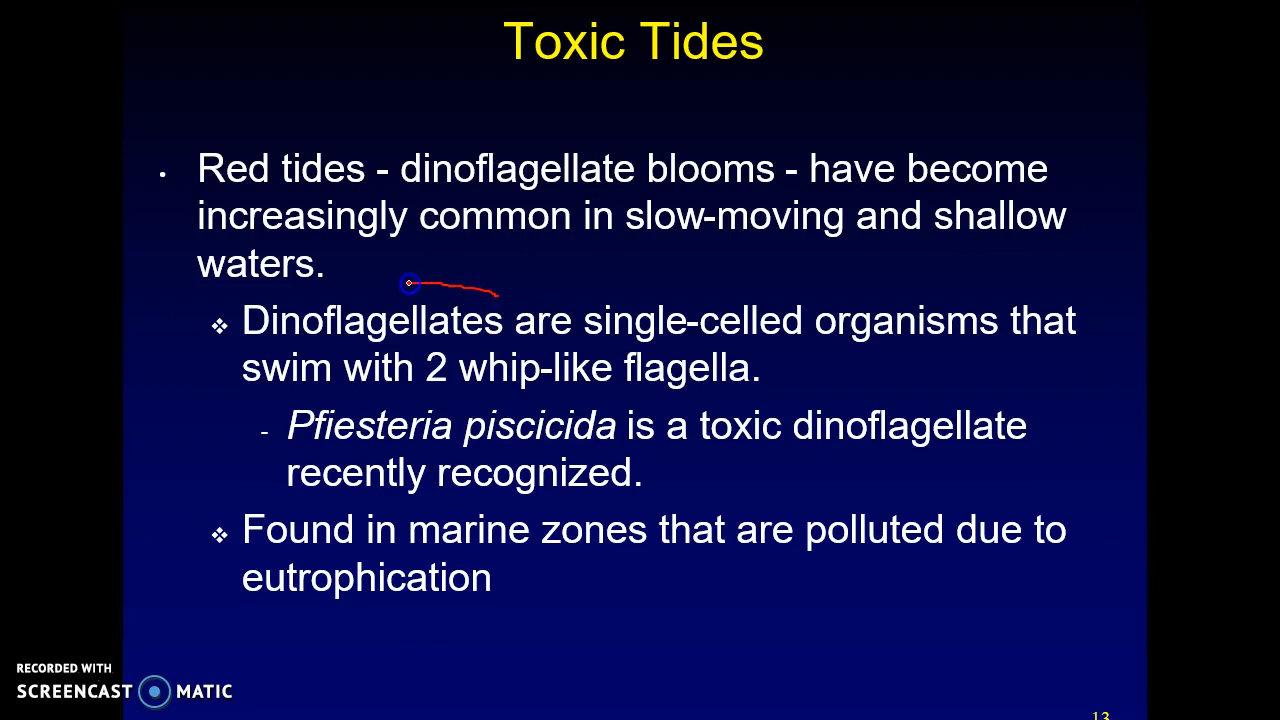 Toxic Tides
• Red tides - dinoflagellate blooms - have become
increasingly common in slow-moving and shallow
waters.
❖ Dinoflagellates are single-celled organisms that
swim with 2 whip-like flagella.
- Pfiesteria piscicida is a toxic dinoflagellate
recently recognized.
❖ Found in marine zones that are polluted due to
eutrophication
RECORDED WITH
SCREENCAST MATIC
13